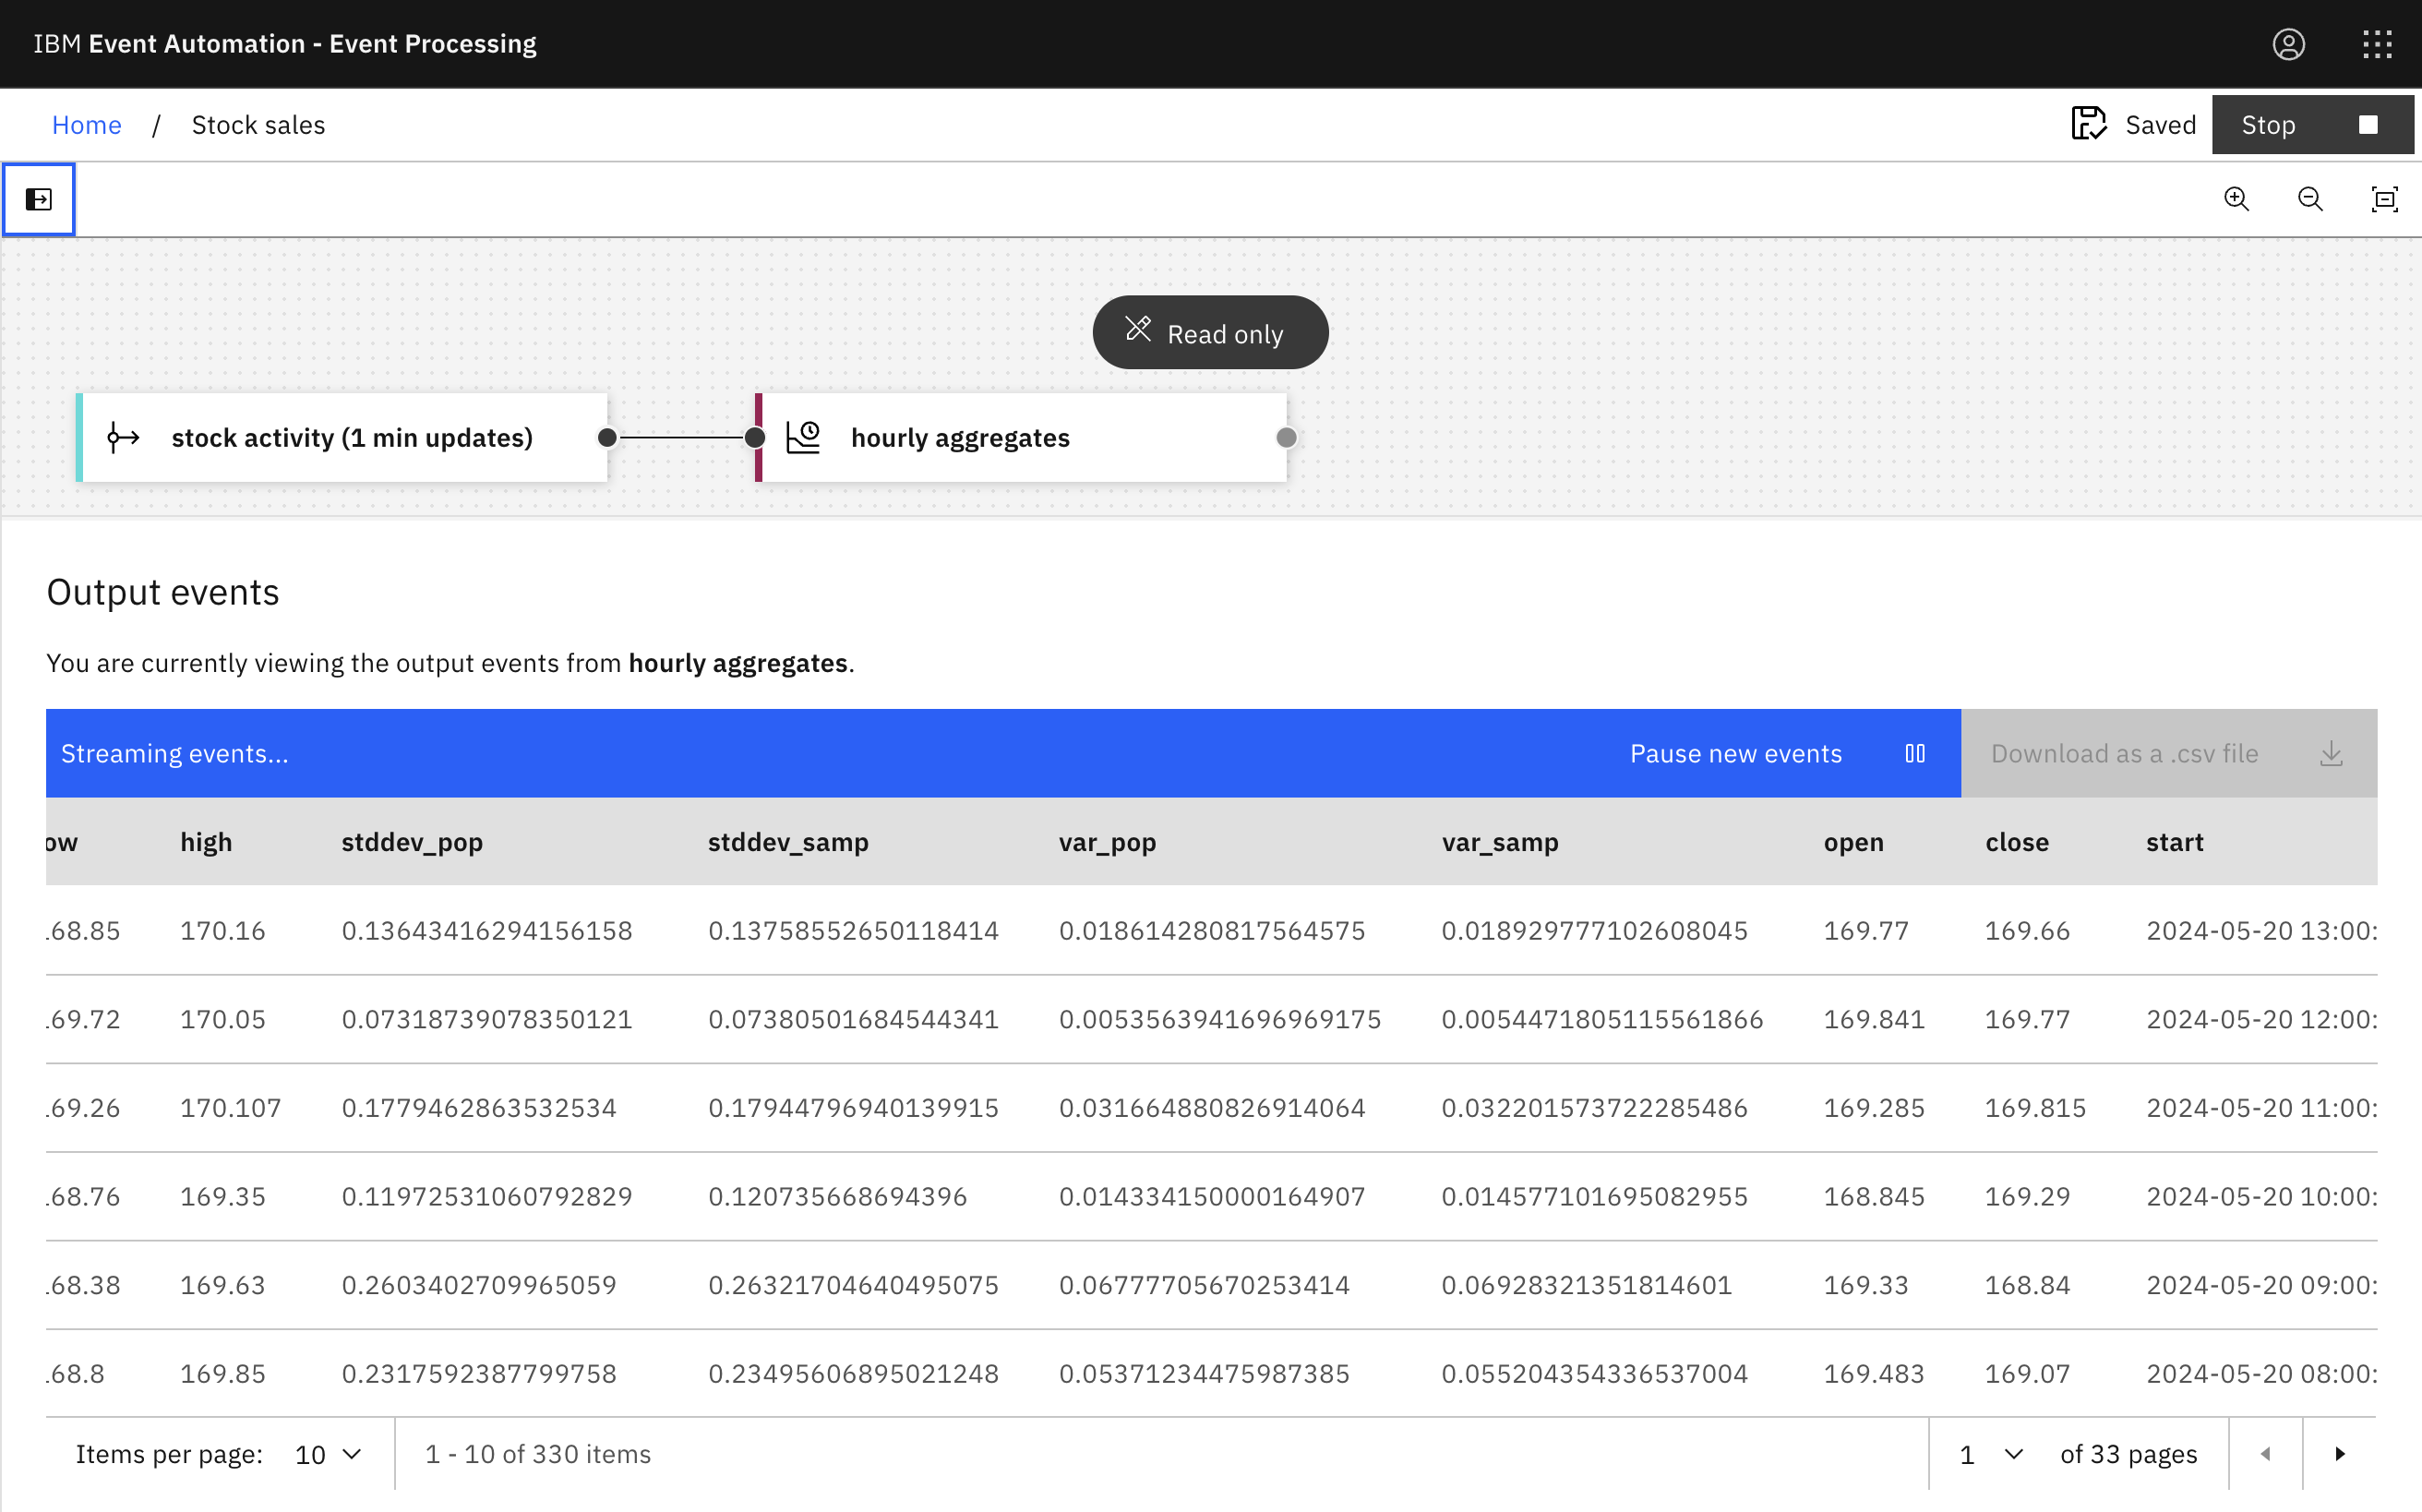 IBM Event Automation - Event Processing
Home / Stock sales Saved Stop
Read only
stock activity (1 min updates) hourly aggregates
Output events
You are currently viewing the output events from hourly aggregates.
Streaming events... Pause new events Download as a .csv file
ow high stddev_pop stddev_samp var_pop var_samp open close start
.68.85 170.16 0.13643416294156158 0.13758552650118414 0.018614280817564575 0.018929777102608045 169.77 169.66 2024-05-20 13:00:
.69.72 170.05 0.07318739078350121 0.07380501684544341 0.0053563941696969175 0.0054471805115561866 169.841 169.77 2024-05-20 12:00:
.69.26 170.107 0.1779462863532534 0.17944796940139915 0.031664880826914064 0.032201573722285486 169.285 169.815 2024-05-20 11:00:
.68.76 169.35 0.11972531060792829 0.120735668694396 0.014334150000164907 0.014577101695082955 168.845 169.29 2024-05-20 10:00:
.68.38 169.63 0.2603402709965059 0.26321704640495075 0.06777705670253414 0.06928321351814601 169.33 168.84 2024-05-20 09:00:
.68.8 169.85 0.2317592387799758 0.23495606895021248 0.05371234475987385 0.055204354336537004 169.483 169.07 2024-05-20 08:00:
Items per page: 10 1 - 10 of 330 items 1 of 33 pages